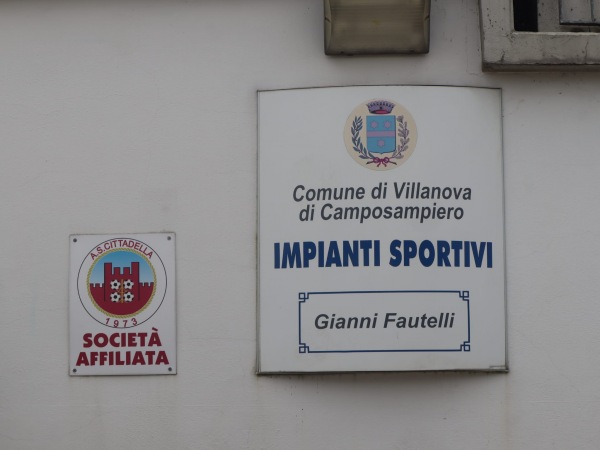 Comune di Villanova
di Camposampiero
IMPIANTI SPORTIVI
Gianni Fautelli
A.S. CITTADELLA
1973
SOCIETÀ
AFFILIATA